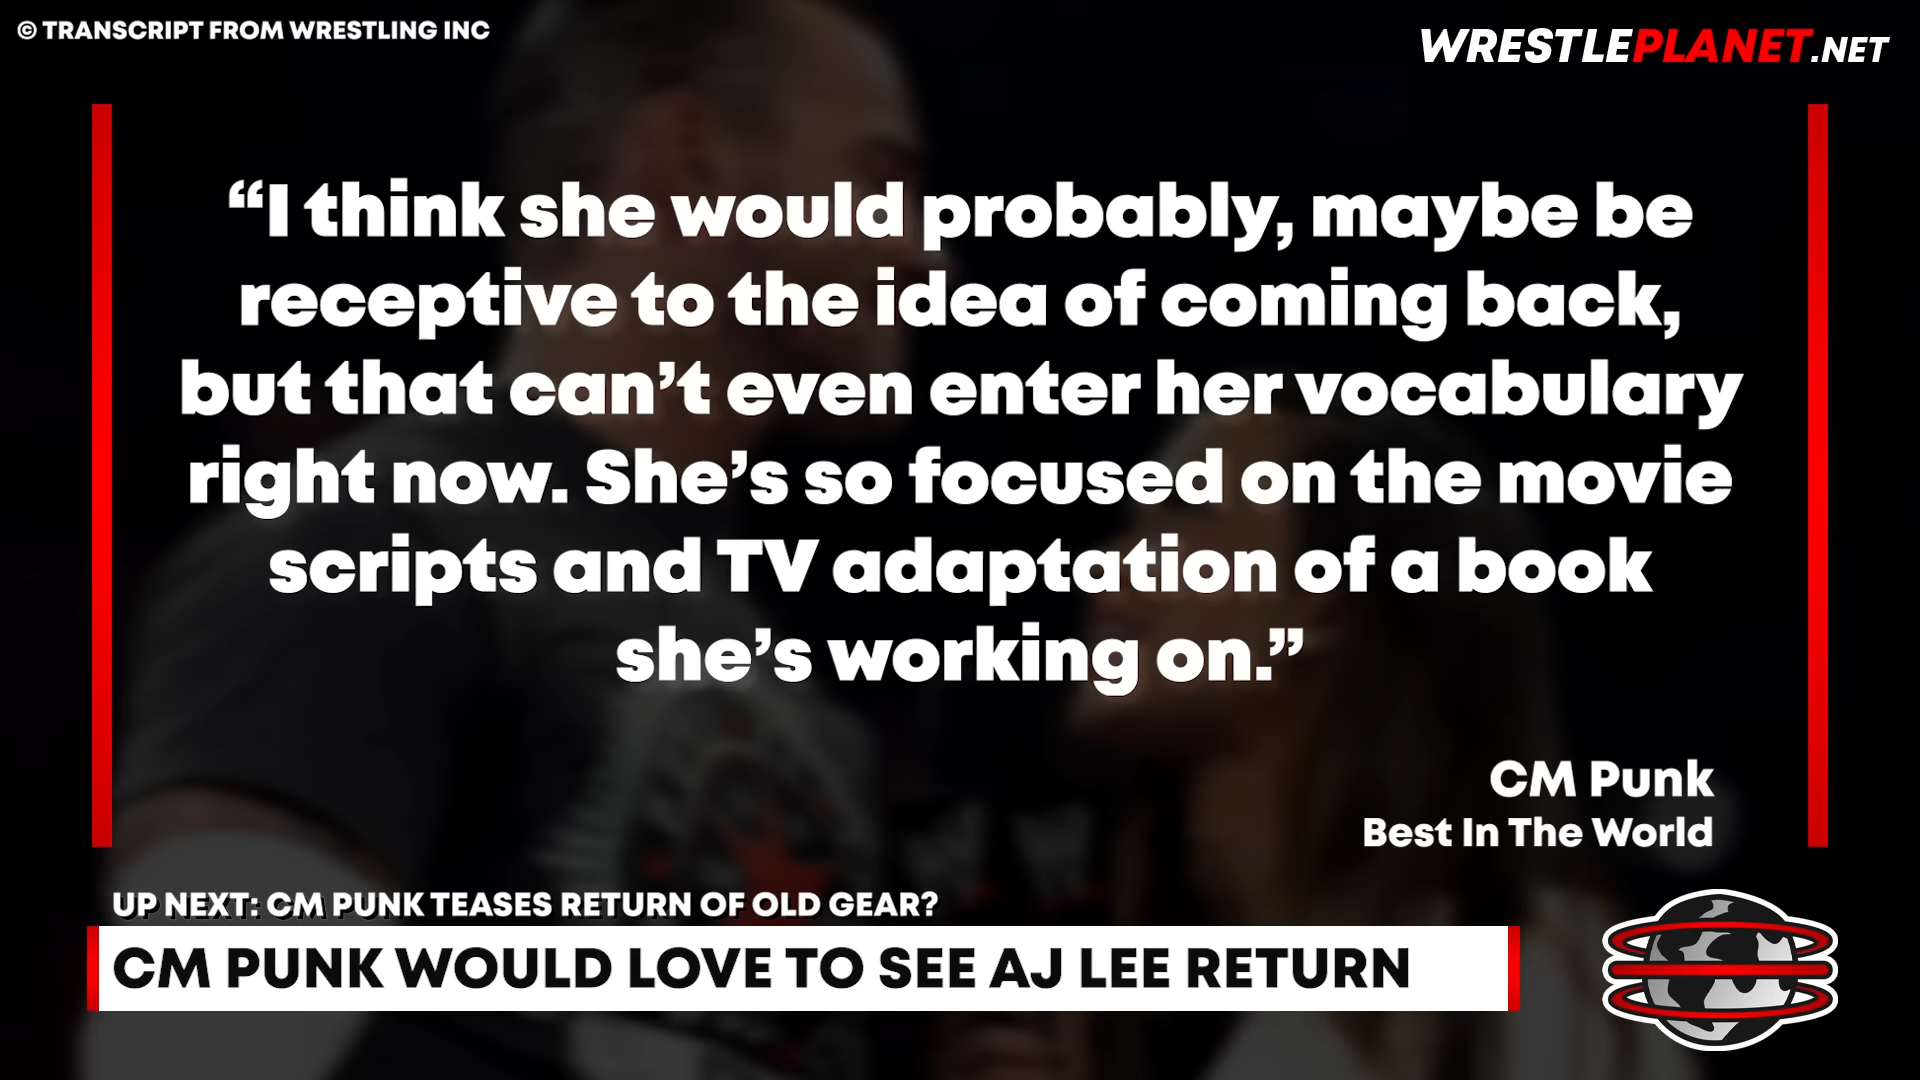 © TRANSCRIPT FROM WRESTLING INC
WRESTLEPLANET.NET
“I think she would probably, maybe be
receptive to the idea of coming back,
but that can’t even enter her vocabulary
right now. She’s so focused on the movie
scripts and TV adaptation of a book
she’s working on.”
CM Punk
Best In The World
UP NEXT: CM PUNK TEASES RETURN OF OLD GEAR?
CM PUNK WOULD LOVE TO SEE AJ LEE RETURN